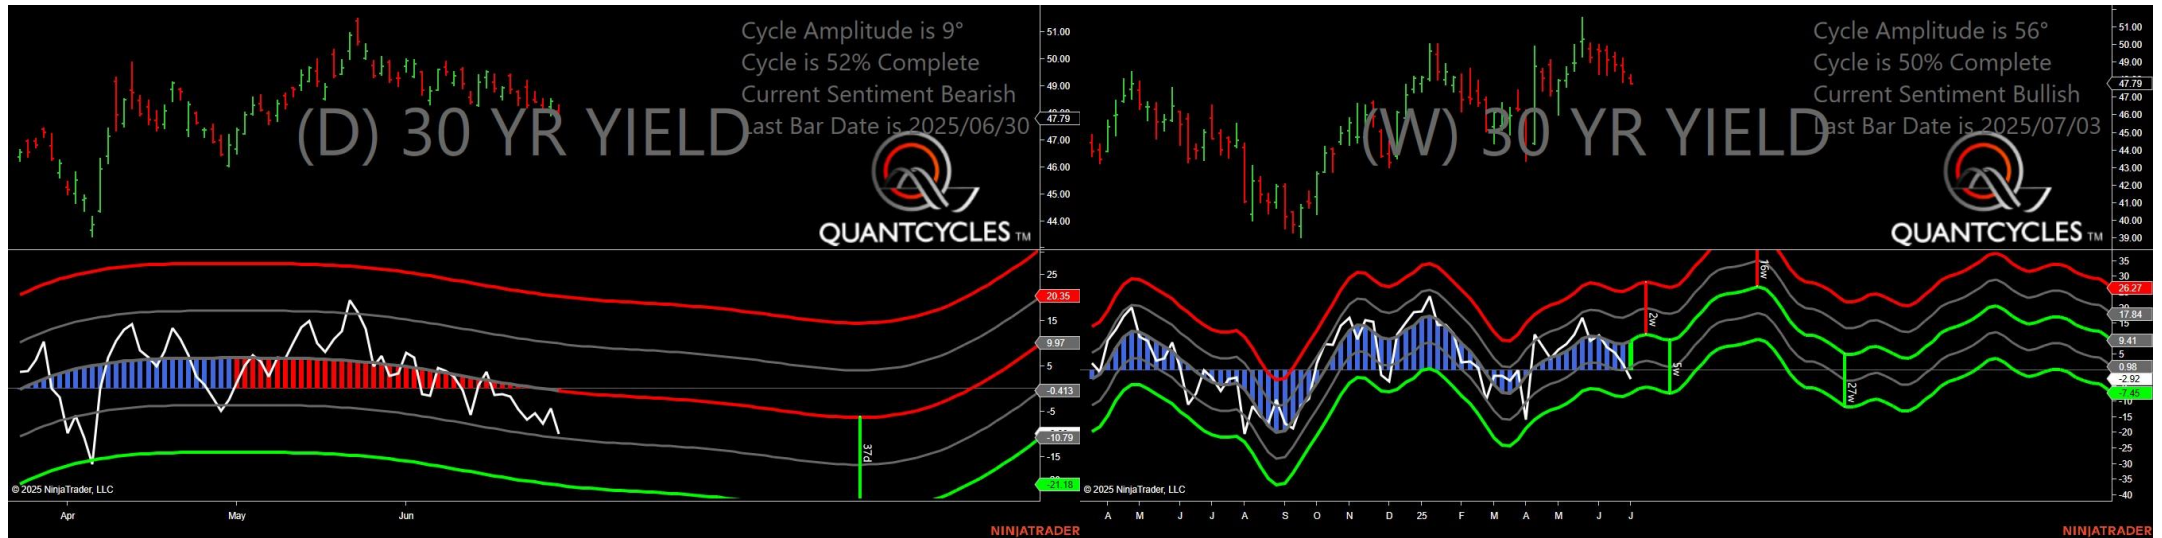 Cycle Amplitude is 9°
Cycle is 52% Complete
Current Sentiment Bearish
Last Bar Date is 2025/06/30
(D) 30 YR YIELD
QUANTCYCLES TM
51.00
50.00
49.00
47.79
47.00
46.00
45.00
44.00
25
20.35
15
9.97
5
-0.413
-5
-10.79
-15
-21.18
37d
© 2025 NinjaTrader, LLC
Apr
May
Jun
NINJATRADER
Cycle Amplitude is 56°
Cycle is 50% Complete
Current Sentiment Bullish
Last Bar Date is 2025/07/03
(W) 30 YR YIELD
QUANTCYCLES TM
51.00
50.00
49.00
47.79
47.00
46.00
45.00
44.00
43.00
42.00
41.00
40.00
39.00
35
30
26.27
17.84
15
9.41
5
0.98
-2.92
-7.45
-15
-20
-25
-30
-35
-40
2w
5w
16w
27w
© 2025 NinjaTrader, LLC
A M J J A S O N D 25 F M A M J J
NINJATRADER